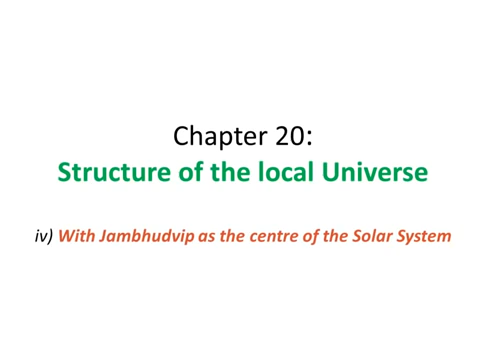 Chapter 20:
Structure of the local Universe
iv) With Jambhudvip as the centre of the Solar System